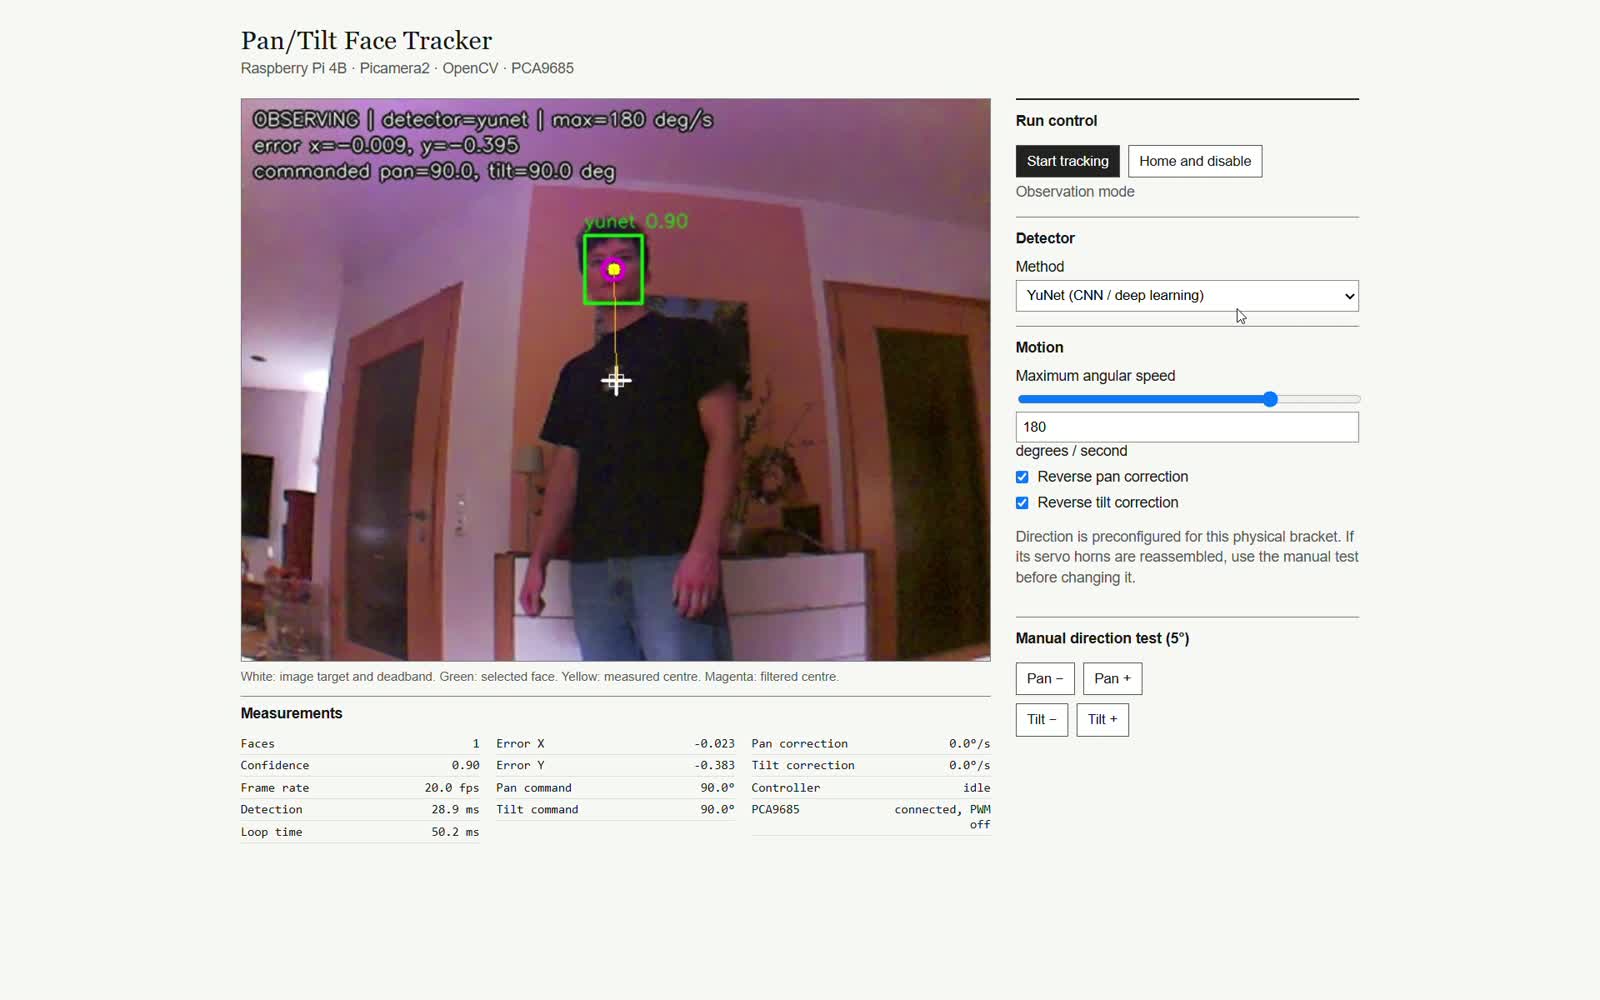 Pan/Tilt Face Tracker
Raspberry Pi 4B · Picamera2 · OpenCV · PCA9685
OBSERVING | detector=yunet | max=180 deg/s
error x=-0.009, y=-0.395
commanded pan=90.0, tilt=90.0 deg
yunet 0.90
White: image target and deadband. Green: selected face. Yellow: measured centre. Magenta: filtered centre.
Measurements
Faces 1
Confidence 0.90
Frame rate 20.0 fps
Detection 28.9 ms
Loop time 50.2 ms
Error X -0.023
Error Y -0.383
Pan command 90.0°
Tilt command 90.0°
Pan correction 0.0°/s
Tilt correction 0.0°/s
Controller idle
PCA9685 connected, PWM
off
Run control
Start tracking Home and disable
Observation mode
Detector
Method
YuNet (CNN / deep learning)
Motion
Maximum angular speed
180
degrees / second
Reverse pan correction
Reverse tilt correction
Direction is preconfigured for this physical bracket. If
its servo horns are reassembled, use the manual test
before changing it.
Manual direction test (5°)
Pan − Pan +
Tilt − Tilt +